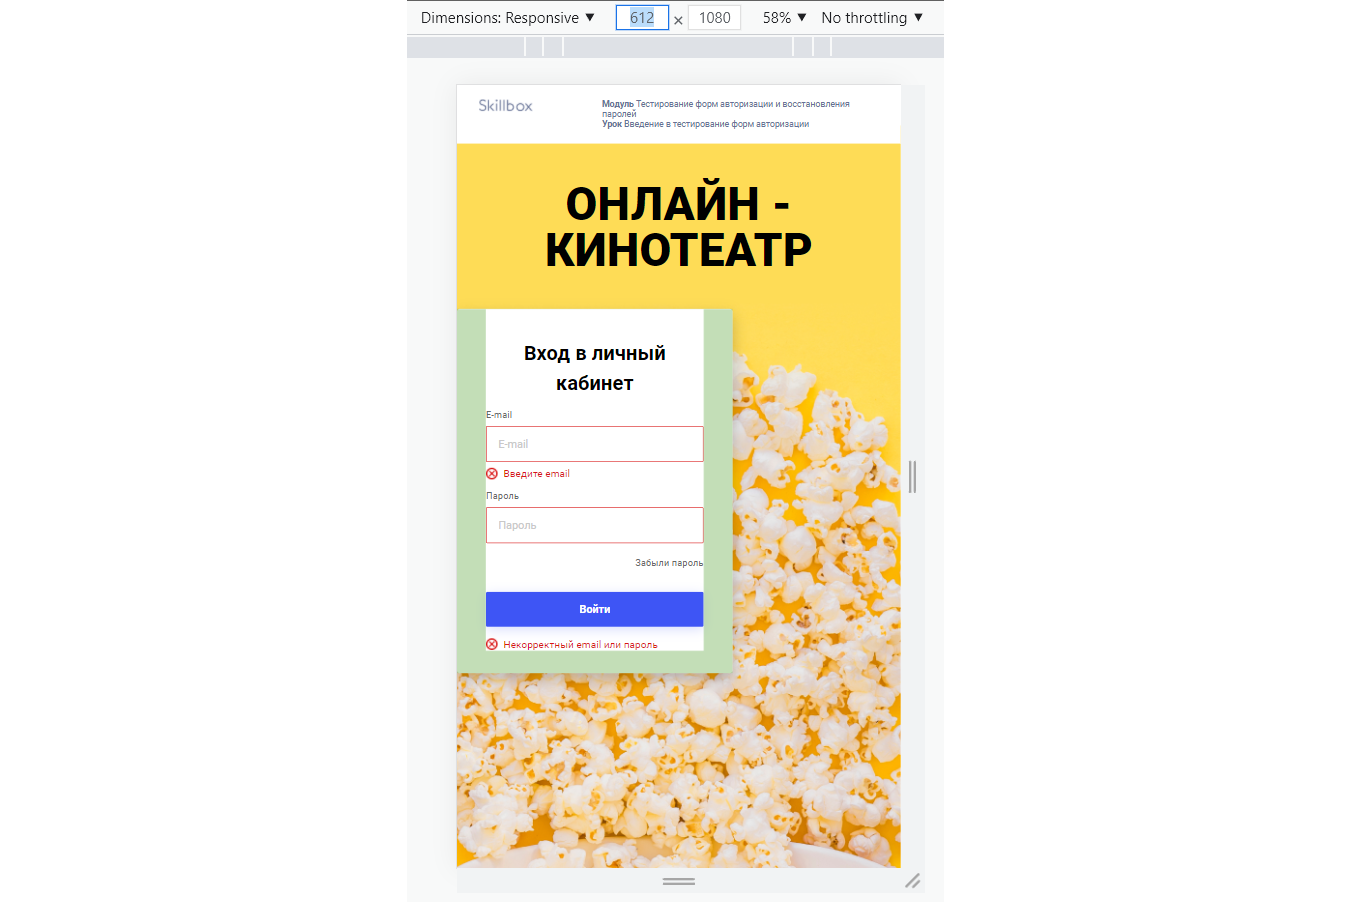 Dimensions: Responsive ▼ 612 × 1080 58% ▼ No throttling ▼
Skillbox
Модуль Тестирование форм авторизации и восстановления
паролей
Урок Введение в тестирование форм авторизации
ОНЛАЙН -
КИНОТЕАТР
Вход в личный
кабинет
E-mail
E-mail
Введите email
Пароль
Пароль
Забыли пароль
Войти
Некорректный email или пароль